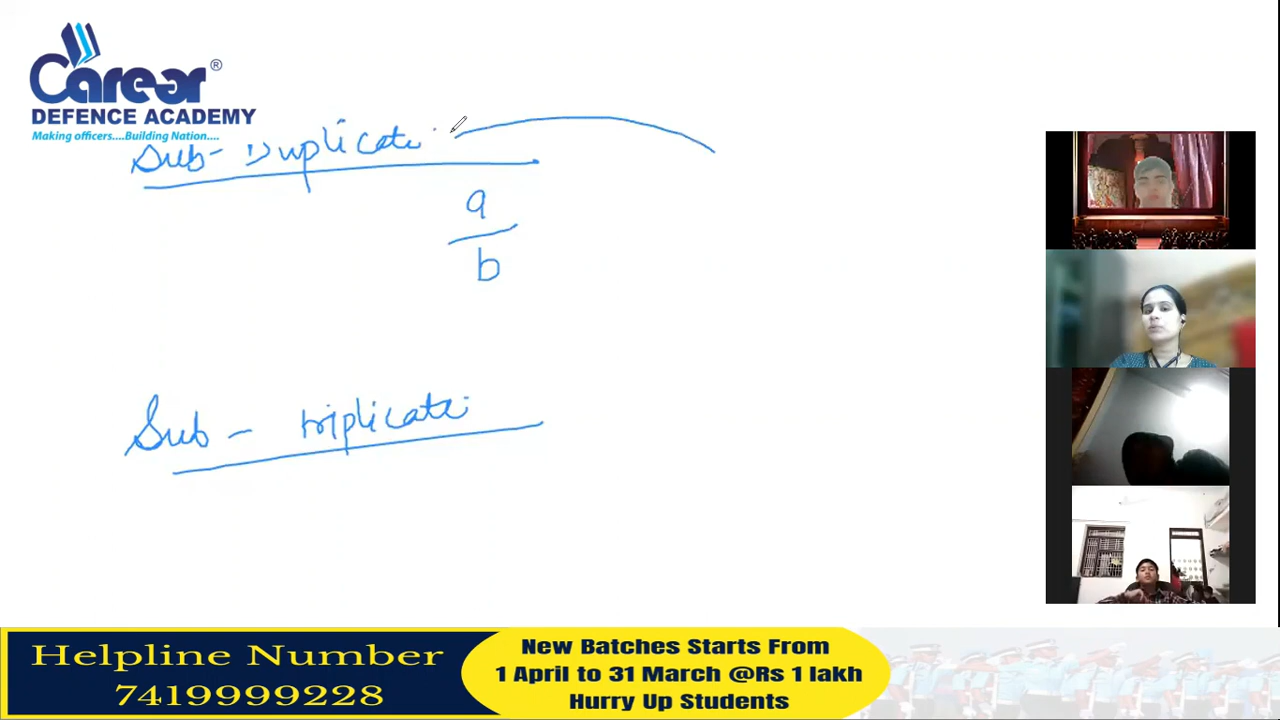 Carear®
DEFENCE ACADEMY
Making officers....Building Nation....
Sub- Duplicate
a
b
Sub- triplicate
Helpline Number
7419999228
New Batches Starts From
1 April to 31 March @Rs 1 lakh
Hurry Up Students